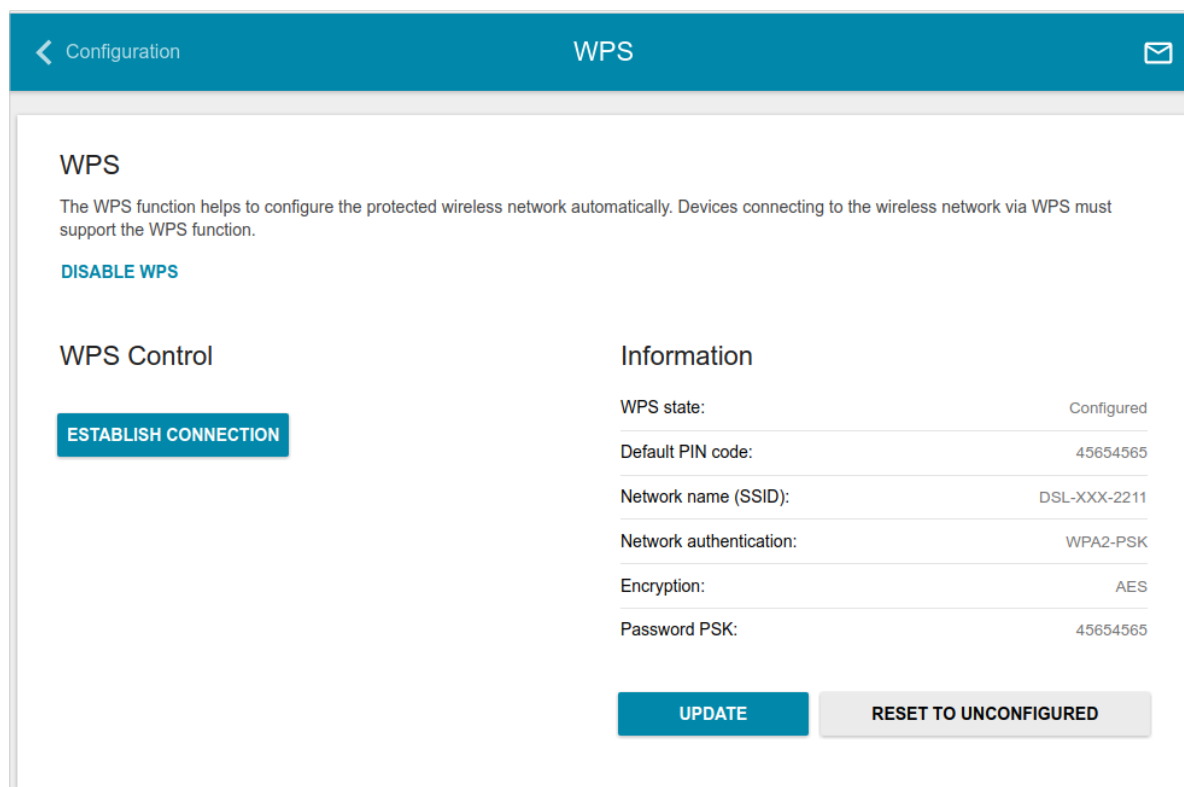 Configuration
WPS
WPS
The WPS function helps to configure the protected wireless network automatically. Devices connecting to the wireless network via WPS must
support the WPS function.
DISABLE WPS
WPS Control
ESTABLISH CONNECTION
Information
WPS state: Configured
Default PIN code: 45654565
Network name (SSID): DSL-XXX-2211
Network authentication: WPA2-PSK
Encryption: AES
Password PSK: 45654565
UPDATE RESET TO UNCONFIGURED